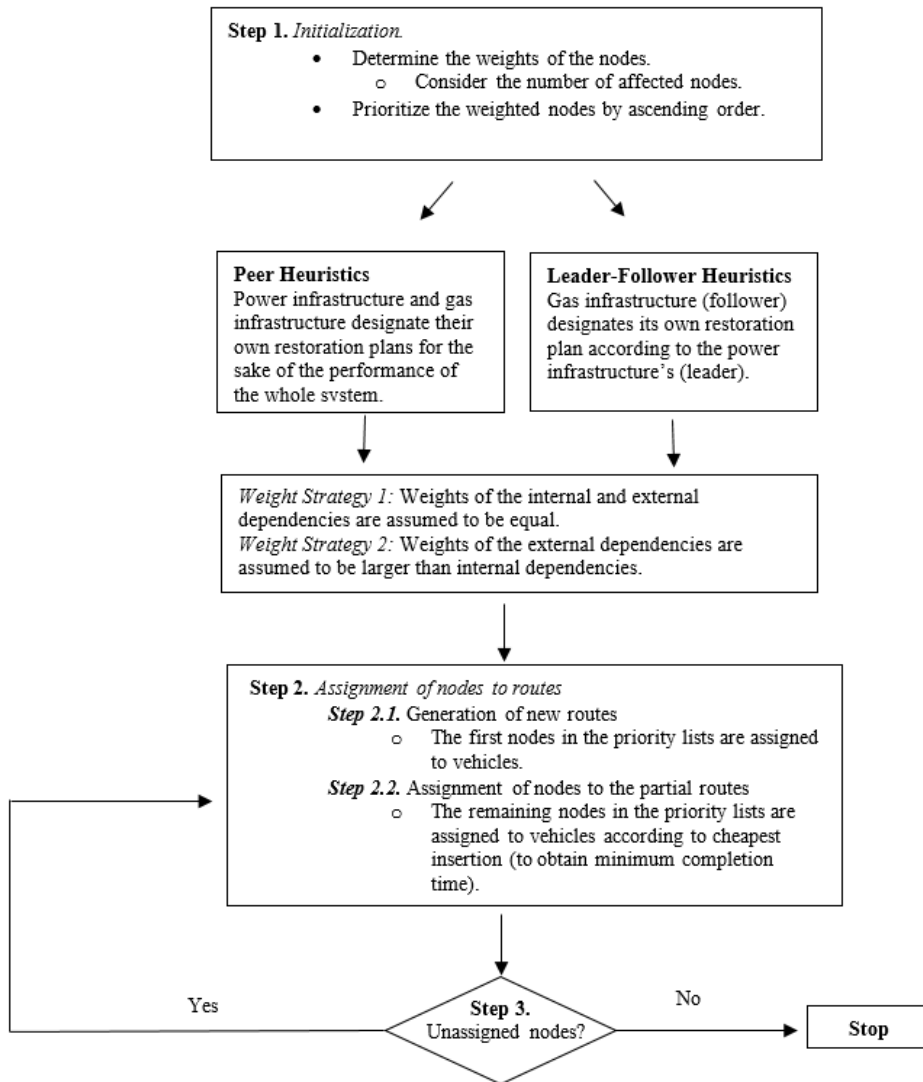 Step 1. Initialization.
• Determine the weights of the nodes.
o Consider the number of affected nodes.
• Prioritize the weighted nodes by ascending order.
Peer Heuristics
Power infrastructure and gas
infrastructure designate their
own restoration plans for the
sake of the performance of
the whole system.
Leader-Follower Heuristics
Gas infrastructure (follower)
designates its own restoration
plan according to the power
infrastructure's (leader).
Weight Strategy 1: Weights of the internal and external
dependencies are assumed to be equal.
Weight Strategy 2: Weights of the external dependencies are
assumed to be larger than internal dependencies.
Step 2. Assignment of nodes to routes
Step 2.1. Generation of new routes
o The first nodes in the priority lists are assigned
to vehicles.
Step 2.2. Assignment of nodes to the partial routes
o The remaining nodes in the priority lists are
assigned to vehicles according to cheapest
insertion (to obtain minimum completion
time).
Yes
Step 3.
Unassigned nodes?
No
Stop